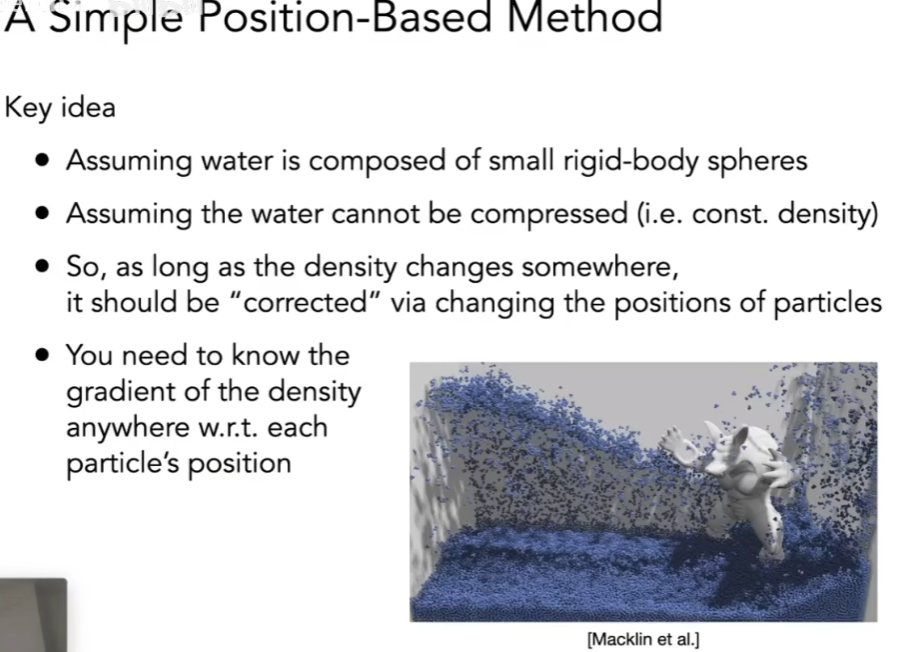 A Simple Position-Based Method
Key idea
• Assuming water is composed of small rigid-body spheres
• Assuming the water cannot be compressed (i.e. const. density)
• So, as long as the density changes somewhere,
it should be “corrected” via changing the positions of particles
• You need to know the
gradient of the density
anywhere w.r.t. each
particle’s position
[Macklin et al.]